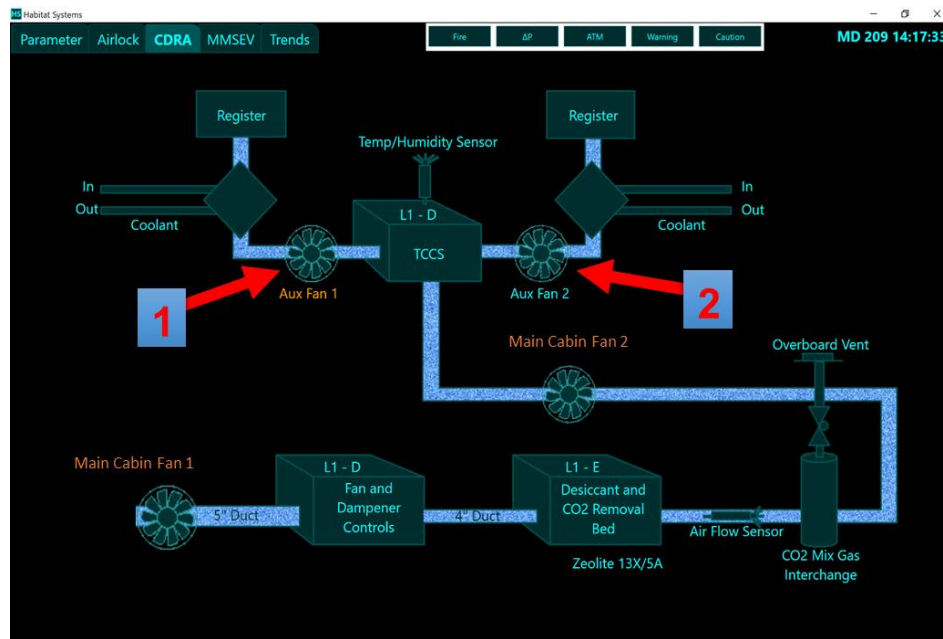 HS Habitat Systems
Parameter Airlock CDRA MMSEV Trends
Fire ΔP ATM Warning Caution
MD 209 14:17:33
Register
Register
Temp/Humidity Sensor
In
Out
Coolant
In
Out
Coolant
L1 - D
TCCS
Aux Fan 1
Aux Fan 2
1
2
Main Cabin Fan 2
Overboard Vent
Main Cabin Fan 1
L1 - D
Fan and
Dampener
Controls
5" Duct
4" Duct
L1 - E
Desiccant and
CO2 Removal
Bed
Zeolite 13X/5A
Air Flow Sensor
CO2 Mix Gas
Interchange